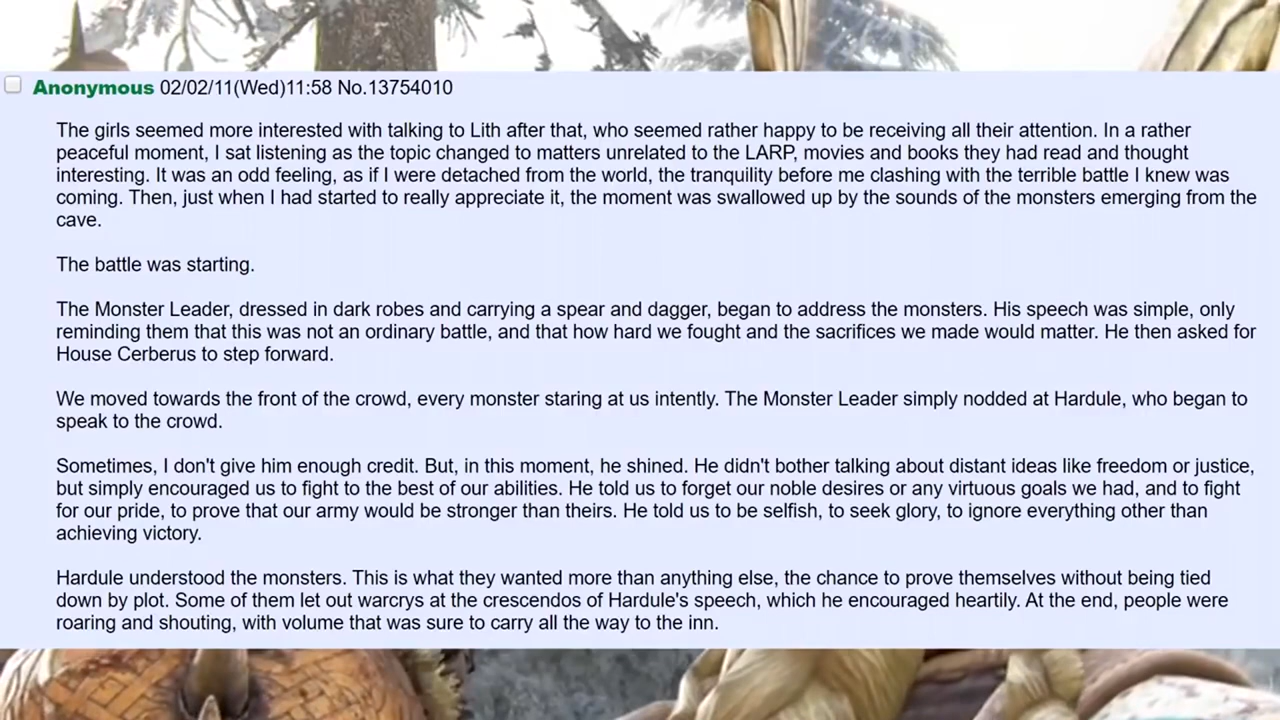 Anonymous 02/02/11(Wed)11:58 No.13754010
The girls seemed more interested with talking to Lith after that, who seemed rather happy to be receiving all their attention. In a rather
peaceful moment, I sat listening as the topic changed to matters unrelated to the LARP, movies and books they had read and thought
interesting. It was an odd feeling, as if I were detached from the world, the tranquility before me clashing with the terrible battle I knew was
coming. Then, just when I had started to really appreciate it, the moment was swallowed up by the sounds of the monsters emerging from the
cave.
The battle was starting.
The Monster Leader, dressed in dark robes and carrying a spear and dagger, began to address the monsters. His speech was simple, only
reminding them that this was not an ordinary battle, and that how hard we fought and the sacrifices we made would matter. He then asked for
House Cerberus to step forward.
We moved towards the front of the crowd, every monster staring at us intently. The Monster Leader simply nodded at Hardule, who began to
speak to the crowd.
Sometimes, I don't give him enough credit. But, in this moment, he shined. He didn't bother talking about distant ideas like freedom or justice,
but simply encouraged us to fight to the best of our abilities. He told us to forget our noble desires or any virtuous goals we had, and to fight
for our pride, to prove that our army would be stronger than theirs. He told us to be selfish, to seek glory, to ignore everything other than
achieving victory.
Hardule understood the monsters. This is what they wanted more than anything else, the chance to prove themselves without being tied
down by plot. Some of them let out warcrys at the crescendos of Hardule's speech, which he encouraged heartily. At the end, people were
roaring and shouting, with volume that was sure to carry all the way to the inn.